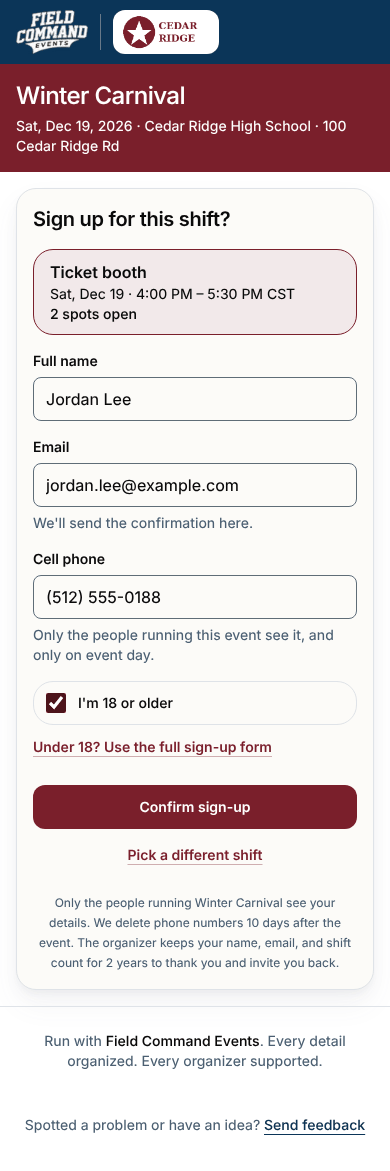 FIELD
COMMAND
EVENTS
CEDAR
RIDGE
Winter Carnival
Sat, Dec 19, 2026 · Cedar Ridge High School · 100
Cedar Ridge Rd
Sign up for this shift?
Ticket booth
Sat, Dec 19 · 4:00 PM – 5:30 PM CST
2 spots open
Full name
Jordan Lee
Email
jordan.lee@example.com
We'll send the confirmation here.
Cell phone
(512) 555-0188
Only the people running this event see it, and
only on event day.
I'm 18 or older
Under 18? Use the full sign-up form
Confirm sign-up
Pick a different shift
Only the people running Winter Carnival see your
details. We delete phone numbers 10 days after the
event. The organizer keeps your name, email, and shift
count for 2 years to thank you and invite you back.
Run with Field Command Events. Every detail
organized. Every organizer supported.
Spotted a problem or have an idea? Send feedback